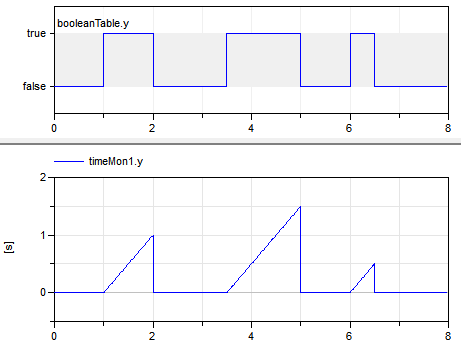 booleanTable.y
true
false
0 2 4 6 8
timeMon1.y
2
1
0
[s]
0 2 4 6 8